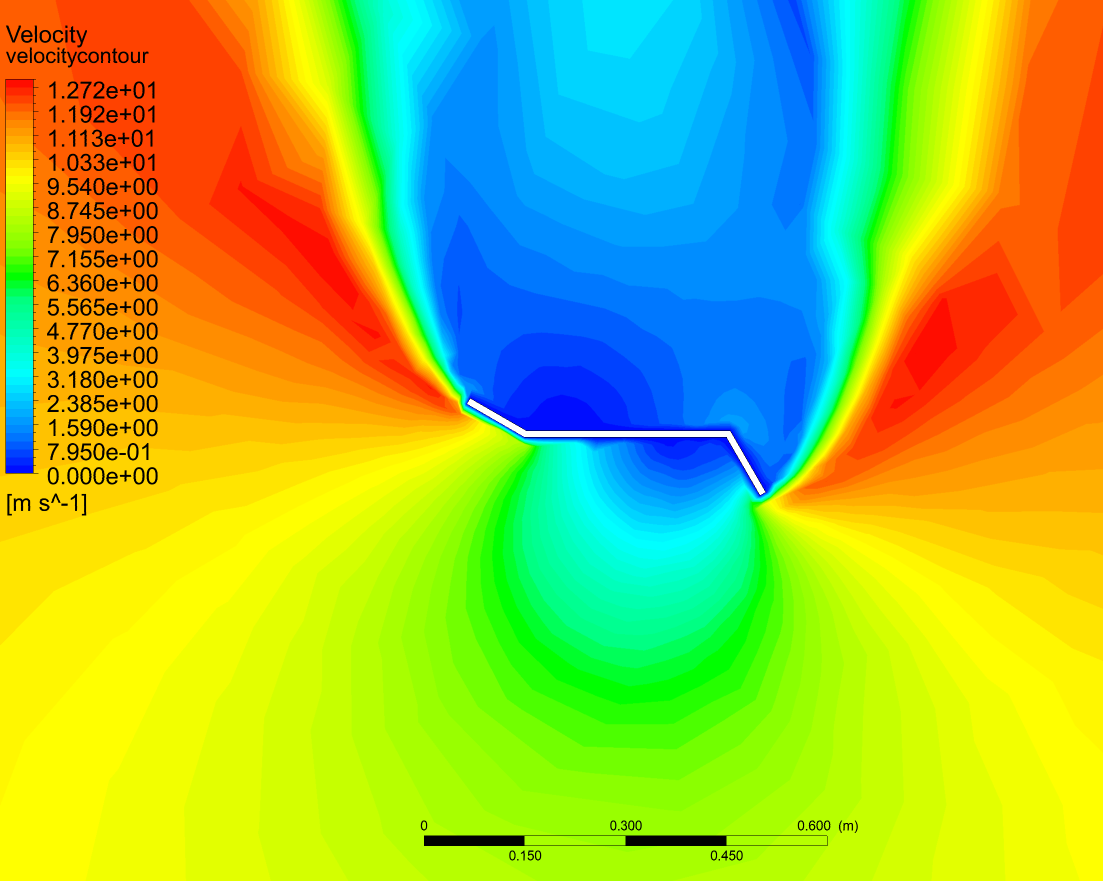 Velocity
velocitycontour
1.272e+01
1.192e+01
1.113e+01
1.033e+01
9.540e+00
8.745e+00
7.950e+00
7.155e+00
6.360e+00
5.565e+00
4.770e+00
3.975e+00
3.180e+00
2.385e+00
1.590e+00
7.950e-01
0.000e+00
[m s^-1]
0 0.300 0.600 (m)
0.150 0.450